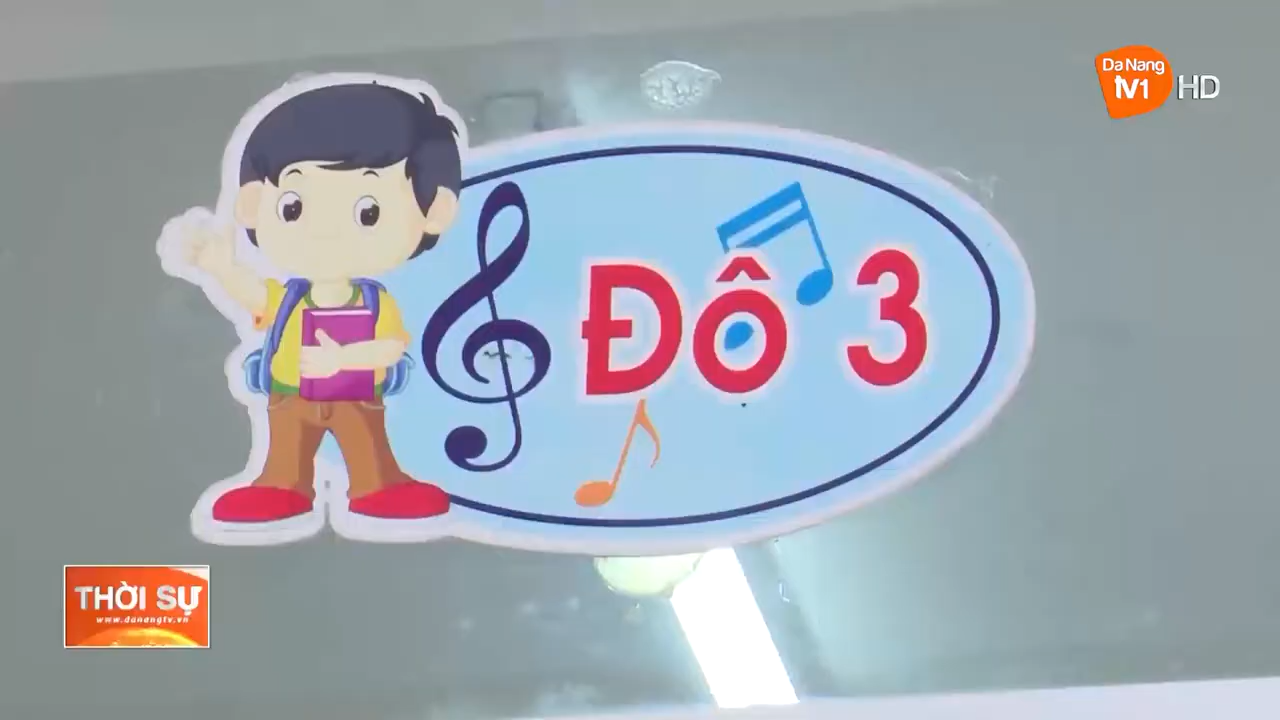 Da Nang
TV1 HD
Đô 3
THỜI SỰ
www.danangtv.vn